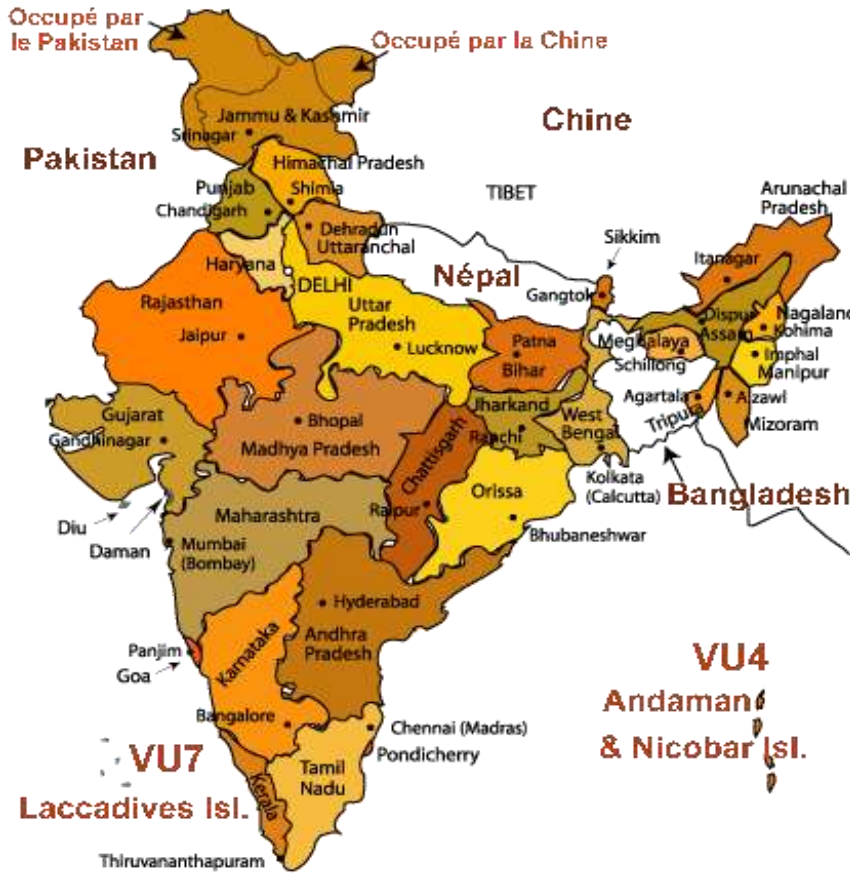 Occupé par
le Pakistan
Occupé par la Chine
Jammu & Kashmir
Srinagar
Chine
Pakistan
Himachal Pradesh
Punjab
Shimla
Chandigarh
TIBET
Arunachal
Pradesh
Dehradun
Uttaranchal
Sikkim
Itanagar
Haryana
DELHI
Népal
Gangtok
Rajasthan
Uttar
Pradesh
Dispur
Nagaland
Assam
Kohima
Jaipur
Lucknow
Patna
Bihar
Meghalaya
Schillong
Imphal
Manipur
Gujarat
Gandhinagar
Bhopal
Madhya Pradesh
Jharkand
Ranchi
West
Bengal
Agartala
Tripura
Azawl
Mizoram
Chattisgarh
Raipur
Orissa
Kolkata
(Calcutta)
Bangladesh
Diu
Daman
Maharashtra
Mumbai
(Bombay)
Bhubaneshwar
Hyderabad
Andhra
Pradesh
Karnataka
Panjim
Goa
VU4
Andaman
& Nicobar Isl.
Bangalore
Chennai (Madras)
Pondicherry
VU7
Laccadives Isl.
Tamil
Nadu
Kerala
Thiruvananthapuram